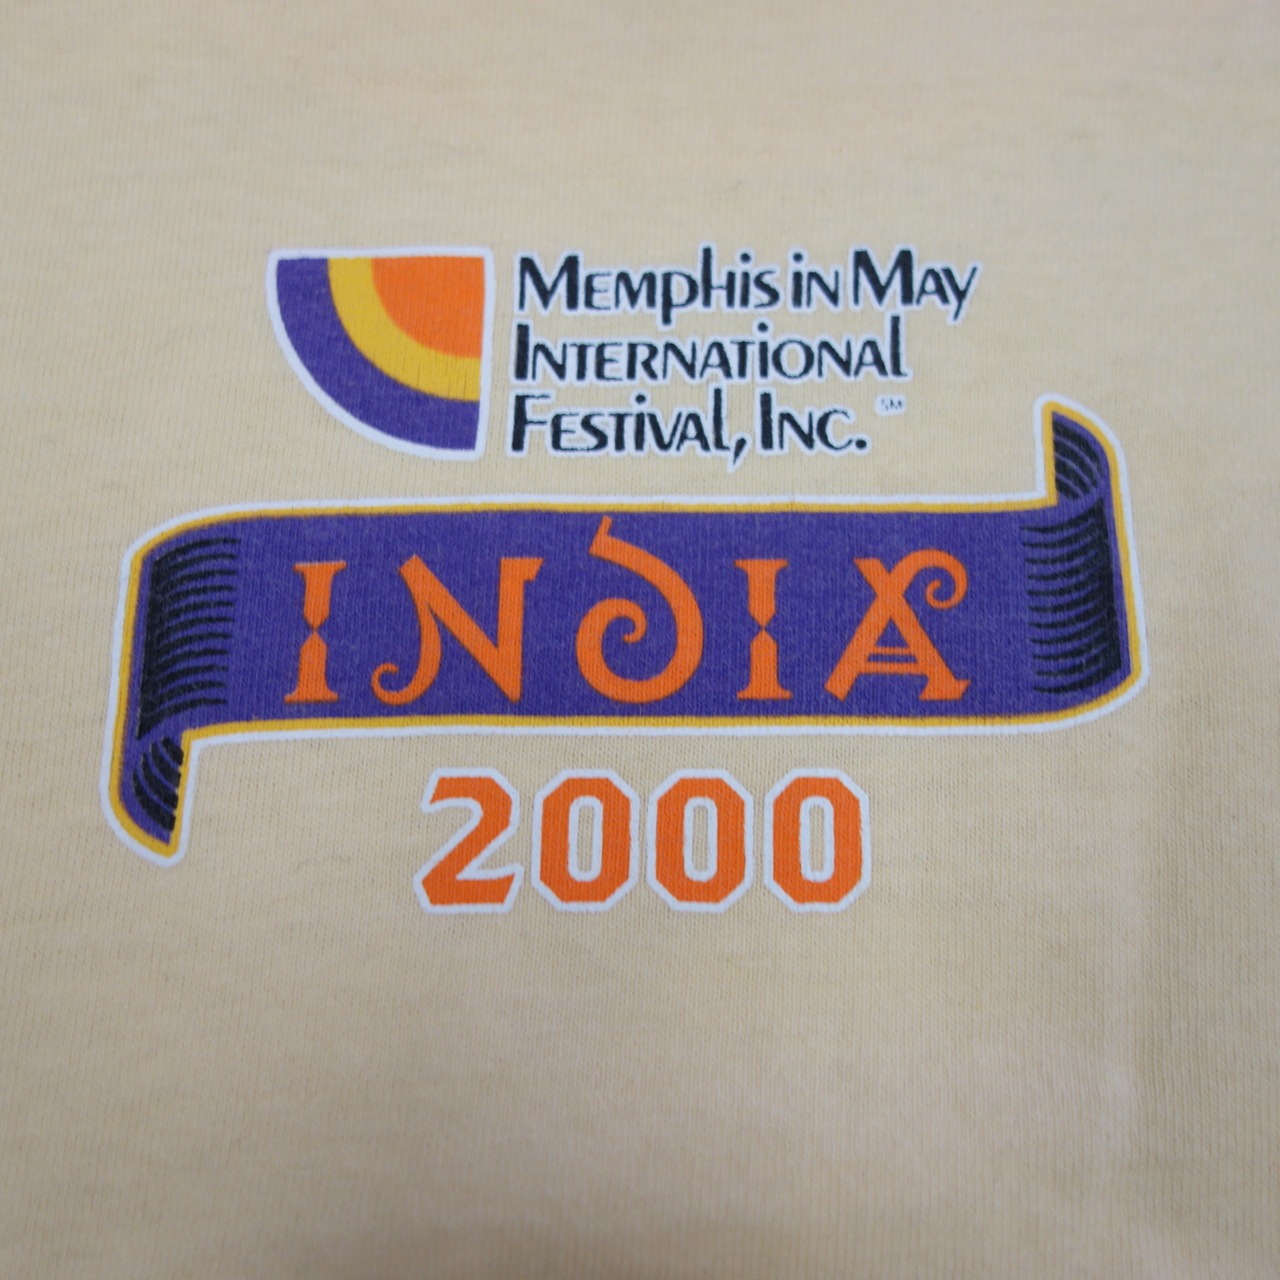 Memphis in May
International
Festival, Inc. SM
INDIA
2000